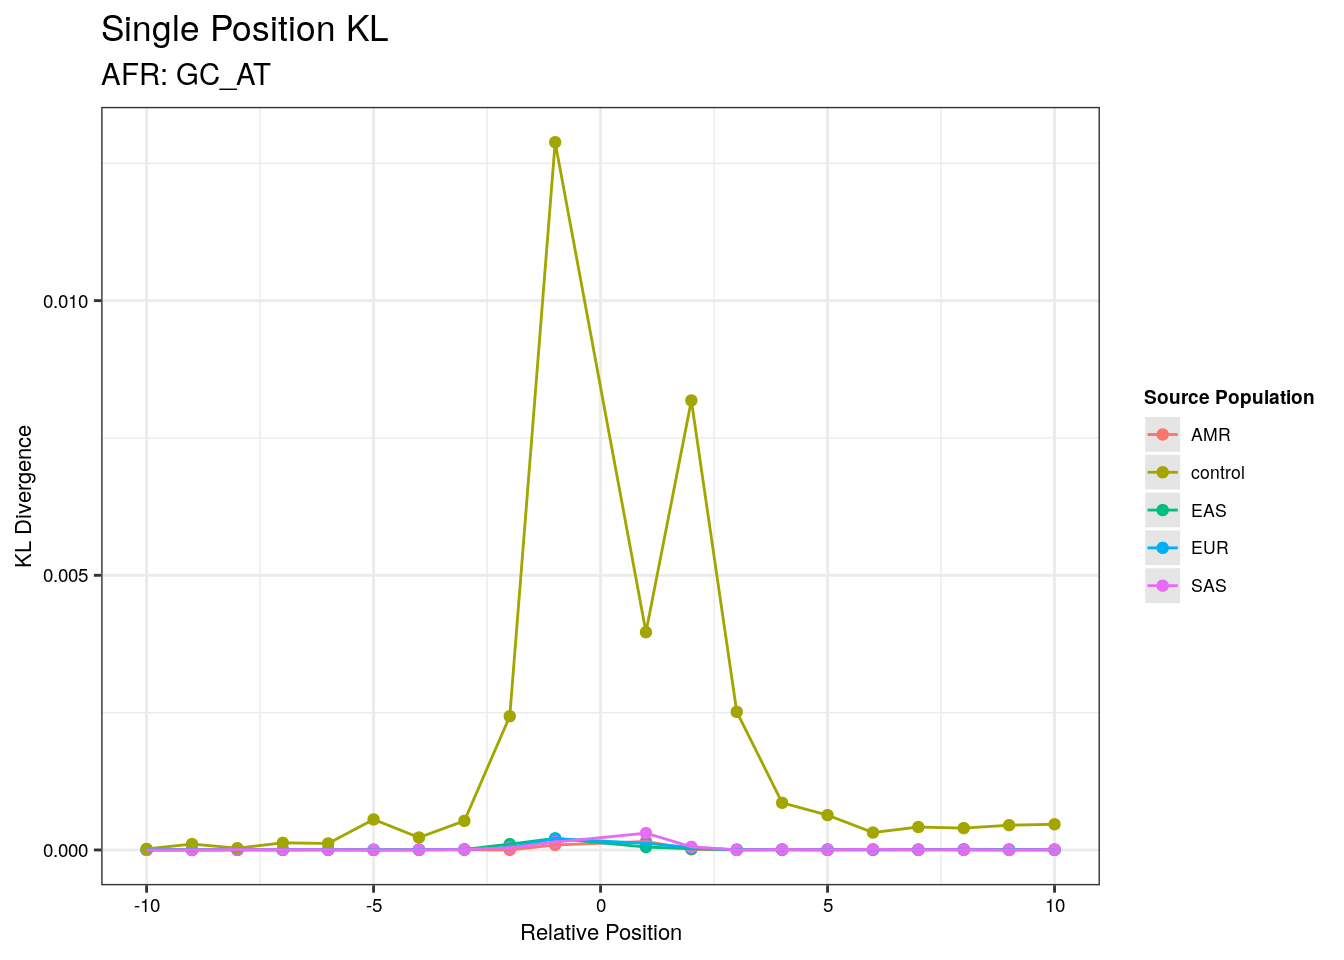 Single Position KL
AFR: GC_AT
KL Divergence
0.010
0.005
0.000
-10 -5 0 5 10
Relative Position
Source Population
AMR
control
EAS
EUR
SAS